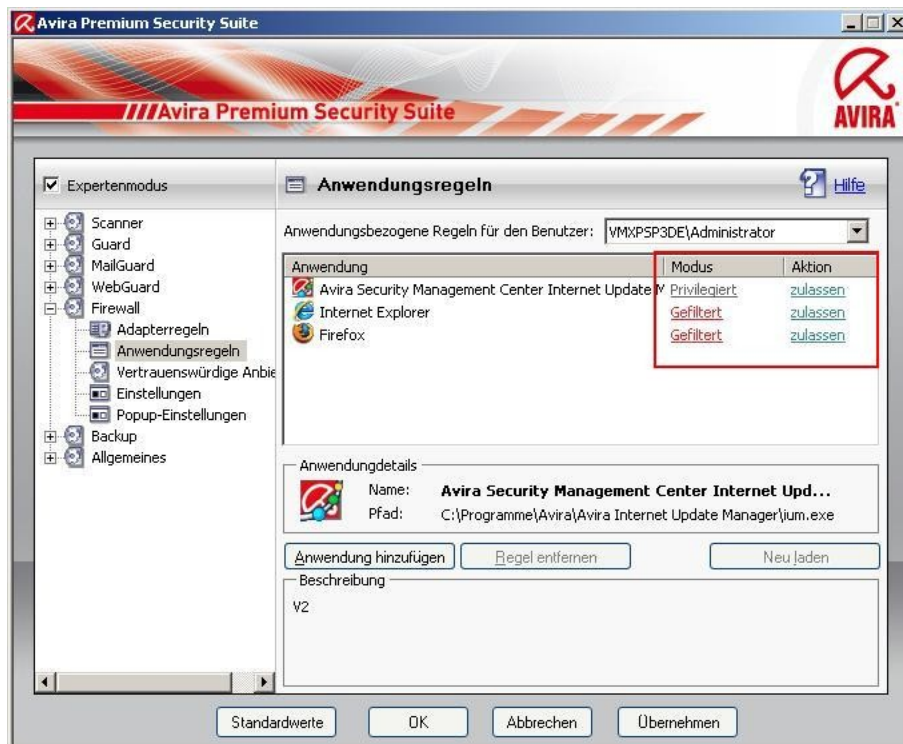 Avira Premium Security Suite
////Avira Premium Security Suite
AVIRA
Expertenmodus
Scanner
Guard
MailGuard
WebGuard
Firewall
Adapterregeln
Anwendungsregeln
Vertrauenswürdige Anbie
Einstellungen
Popup-Einstellungen
Backup
Allgemeines
Anwendungsregeln
Hilfe
Anwendungsbezogene Regeln für den Benutzer: VMXPSP3DE\Administrator
Anwendung Modus Aktion
Avira Security Management Center Internet Update M Privilegiert zulassen
Internet Explorer Gefiltert zulassen
Firefox Gefiltert zulassen
Anwendungdetails
Name: Avira Security Management Center Internet Upd...
Pfad: C:\Programme\Avira\Avira Internet Update Manager\ium.exe
Anwendung hinzufügen Regel entfernen Neu laden
Beschreibung
V2
Standardwerte OK Abbrechen Übernehmen